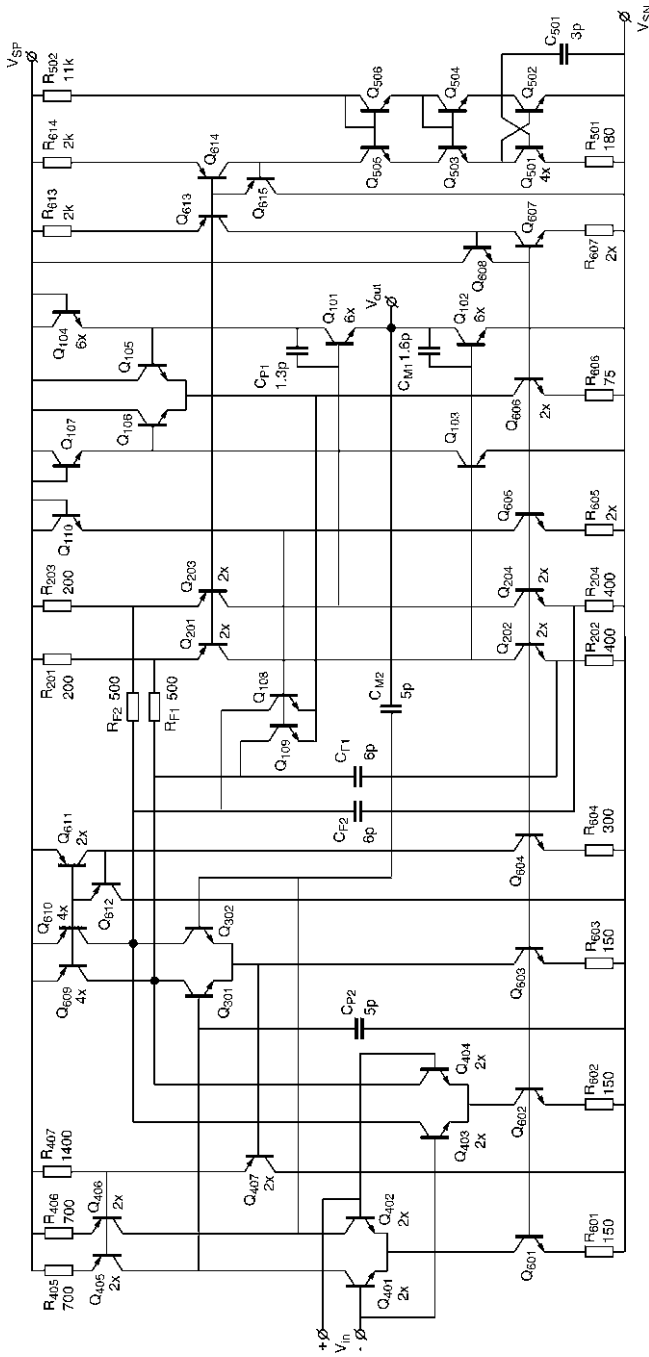 V_SP
R_405
700
R_406
700
R_407
1400
Q_405
2x
Q_406
2x
Q_407
2x
Q_609
4x
Q_610
4x
Q_611
2x
Q_612
R_F2 500
R_F1 500
R_201
200
R_203
200
Q_201
2x
Q_203
2x
Q_110
Q_107
Q_106
Q_105
Q_104
6x
R_613
2k
R_614
2k
R_502
11k
Q_613
Q_614
Q_615
Q_301
Q_302
Q_109
Q_108
C_P1
1.3p
Q_101
6x
V_out
C_M1 1.6p
Q_102
6x
Q_103
C_M2
5p
Q_505
Q_506
Q_503
Q_504
Q_501
4x
Q_502
C_501
3p
R_501
180
+
V_in
-
Q_401
2x
Q_402
2x
Q_403
2x
Q_404
2x
C_P2
5p
C_F2
6p
C_F1
6p
Q_608
Q_601
Q_602
Q_603
Q_604
Q_202
2x
Q_204
2x
Q_605
Q_606
2x
Q_607
R_601
150
R_602
150
R_603
150
R_604
300
R_202
400
R_204
400
R_605
2x
R_606
75
R_607
2x
V_SN